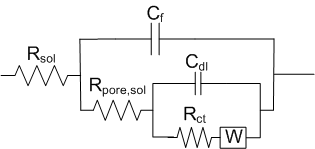 C_f
R_sol
C_dl
R_pore,sol
R_ct
W